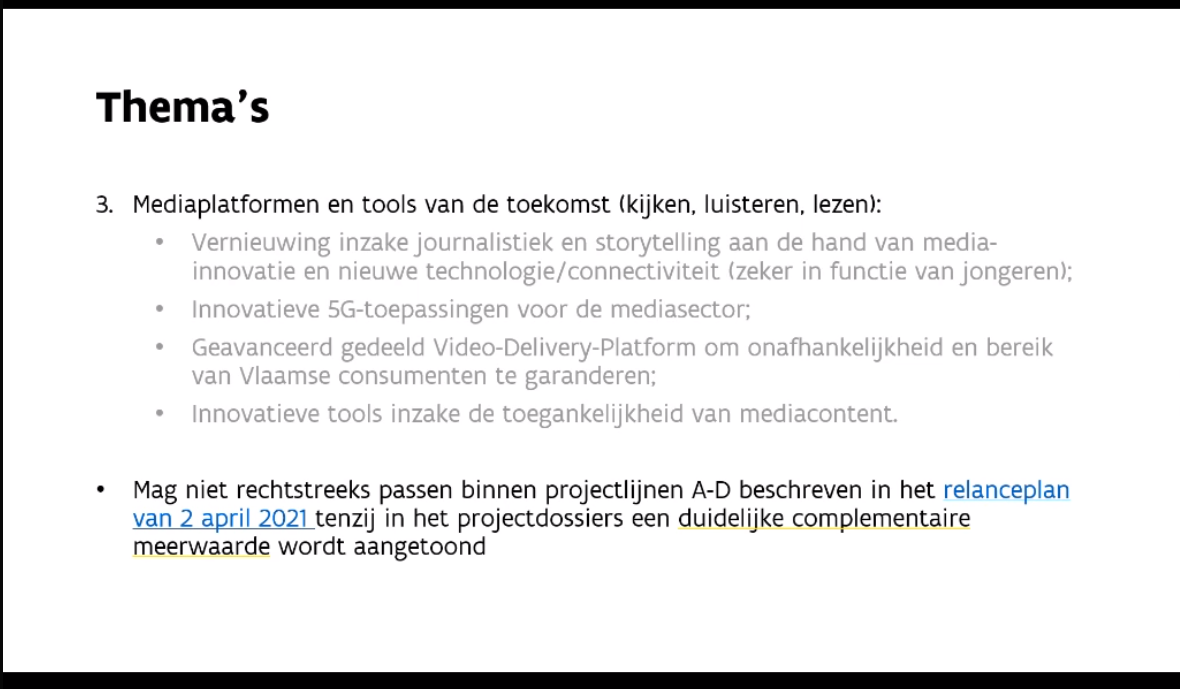 Thema’s
3. Mediaplatformen en tools van de toekomst (kijken, luisteren, lezen):
• Vernieuwing inzake journalistiek en storytelling aan de hand van media-
innovatie en nieuwe technologie/connectiviteit (zeker in functie van jongeren);
• Innovatieve 5G-toepassingen voor de mediasector;
• Geavanceerd gedeeld Video-Delivery-Platform om onafhankelijkheid en bereik
van Vlaamse consumenten te garanderen;
• Innovatieve tools inzake de toegankelijkheid van mediacontent.
• Mag niet rechtstreeks passen binnen projectlijnen A-D beschreven in het relanceplan
van 2 april 2021 tenzij in het projectdossiers een duidelijke complementaire
meerwaarde wordt aangetoond